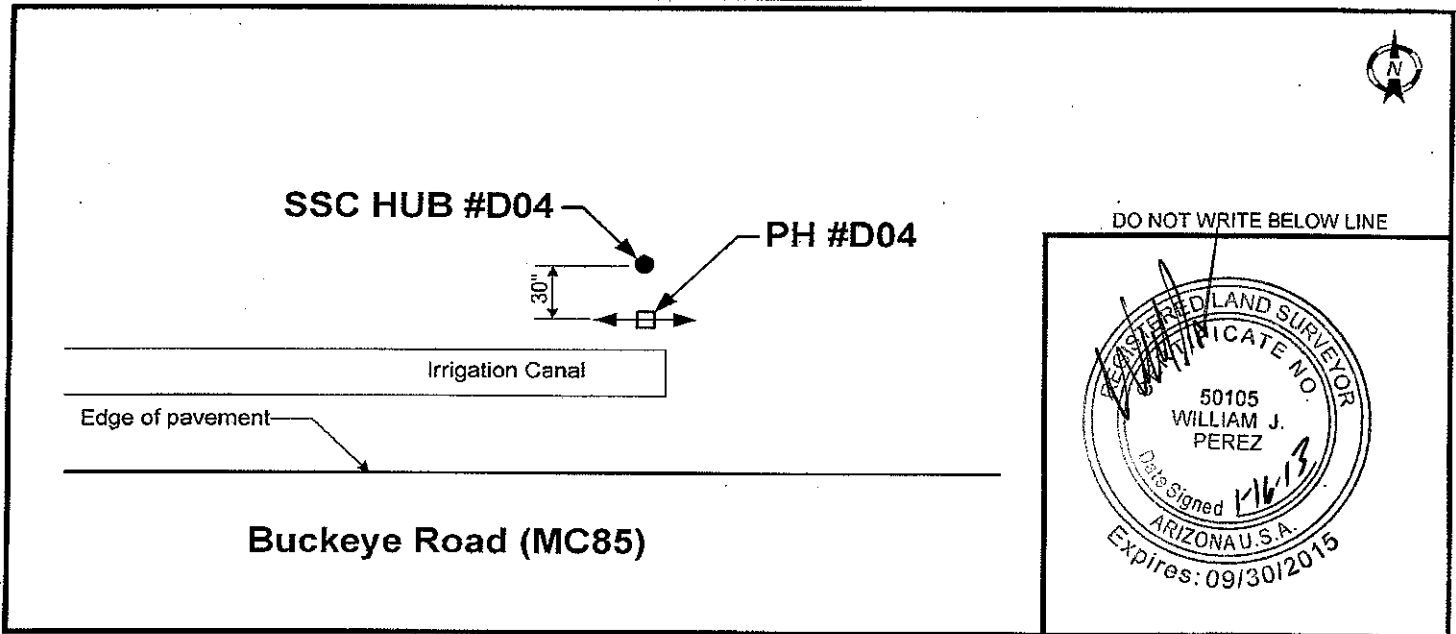 N
SSC HUB #D04
PH #D04
30"
Irrigation Canal
Edge of pavement
Buckeye Road (MC85)
DO NOT WRITE BELOW LINE
REGISTERED LAND SURVEYOR
CATE NO.
50105
WILLIAM J.
PEREZ
Date Signed 1-16-13
ARIZONA U.S.A.
Expires: 09/30/2015